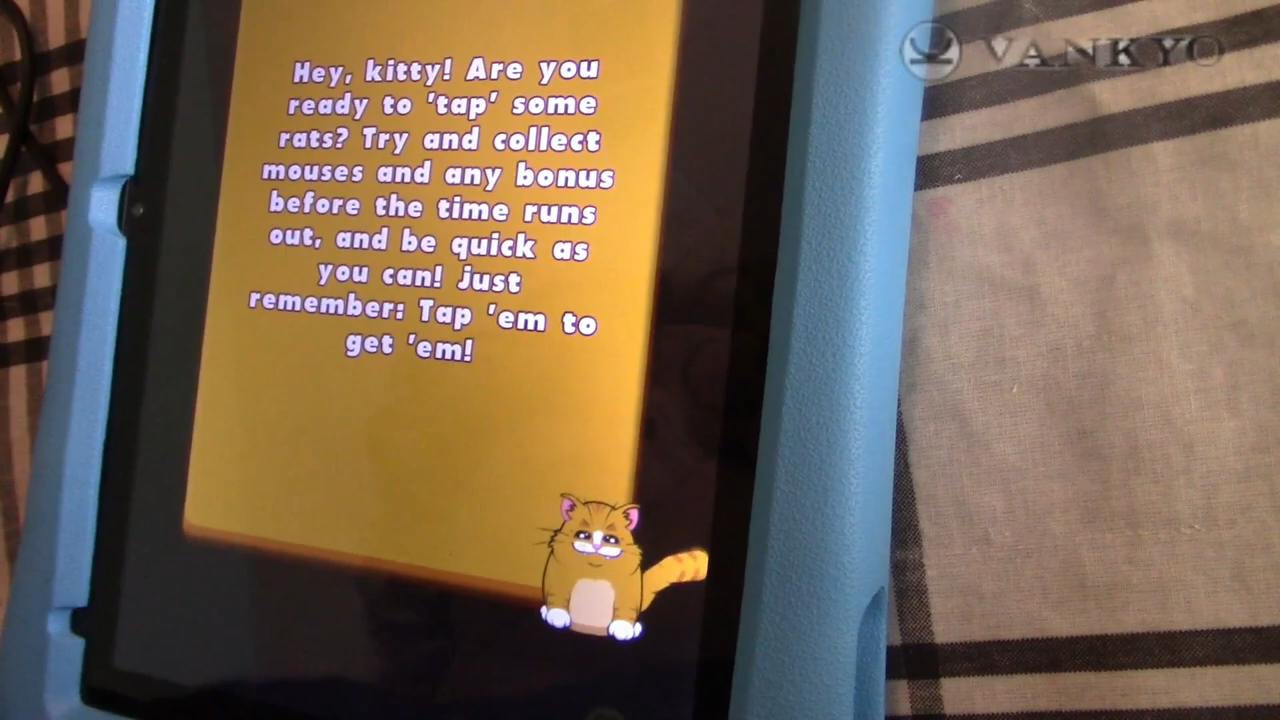 VANKYO
Hey, kitty! Are you
ready to 'tap' some
rats? Try and collect
mouses and any bonus
before the time runs
out, and be quick as
you can! Just
remember: Tap 'em to
get 'em!